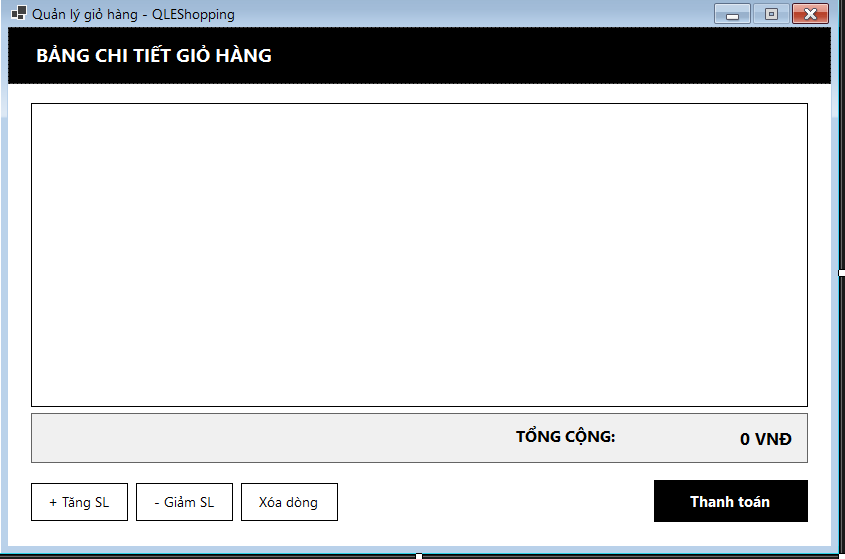 Quản lý giỏ hàng - QLEShopping
BẢNG CHI TIẾT GIỎ HÀNG
TỔNG CỘNG: 0 VNĐ
+ Tăng SL - Giảm SL Xóa dòng Thanh toán